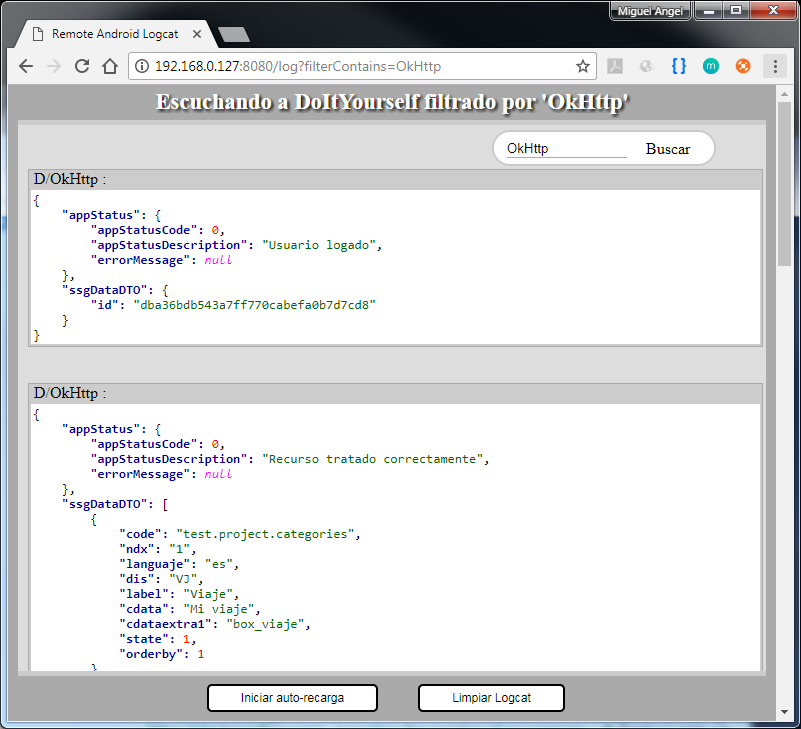 Miguel Angel
Remote Android Logcat
192.168.0.127:8080/log?filterContains=OkHttp
{} m
Escuchando a DoItYourself filtrado por 'OkHttp'
OkHttp Buscar
D/OkHttp :
{
"appStatus": {
"appStatusCode": 0,
"appStatusDescription": "Usuario logado",
"errorMessage": null
},
"ssgDataDTO": {
"id": "dba36bdb543a7ff770cabefa0b7d7cd8"
}
}
D/OkHttp :
{
"appStatus": {
"appStatusCode": 0,
"appStatusDescription": "Recurso tratado correctamente",
"errorMessage": null
},
"ssgDataDTO": [
{
"code": "test.project.categories",
"ndx": "1",
"languaje": "es",
"dis": "VJ",
"label": "Viaje",
"cdata": "Mi viaje",
"cdataextra1": "box_viaje",
"state": 1,
"orderby": 1
}
Iniciar auto-recarga Limpiar Logcat